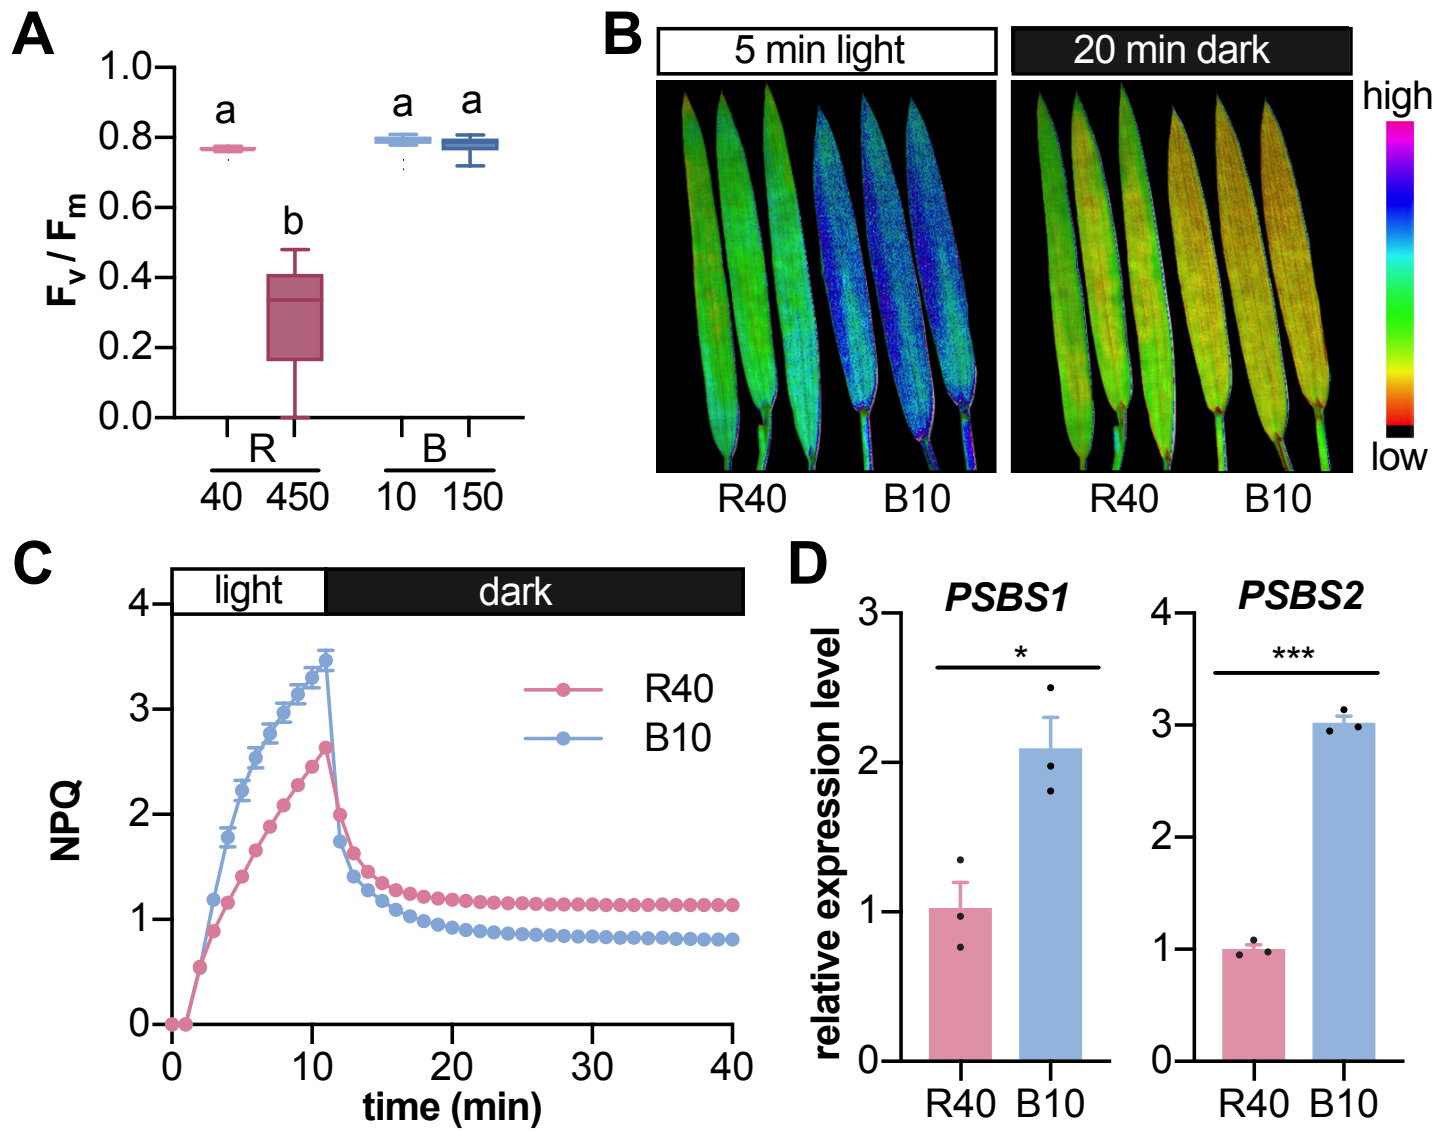 A
1.0
0.8
0.6
0.4
0.2
0.0
Fv / Fm
a
b
a
a
R
B
40
450
10
150
B
5 min light
20 min dark
high
low
R40
B10
R40
B10
C
light
dark
4
3
2
1
0
NPQ
R40
B10
0
10
20
30
40
time (min)
D
relative expression level
PSBS1
3
2
1
0
*
R40 B10
PSBS2
4
3
2
1
0
***
R40 B10